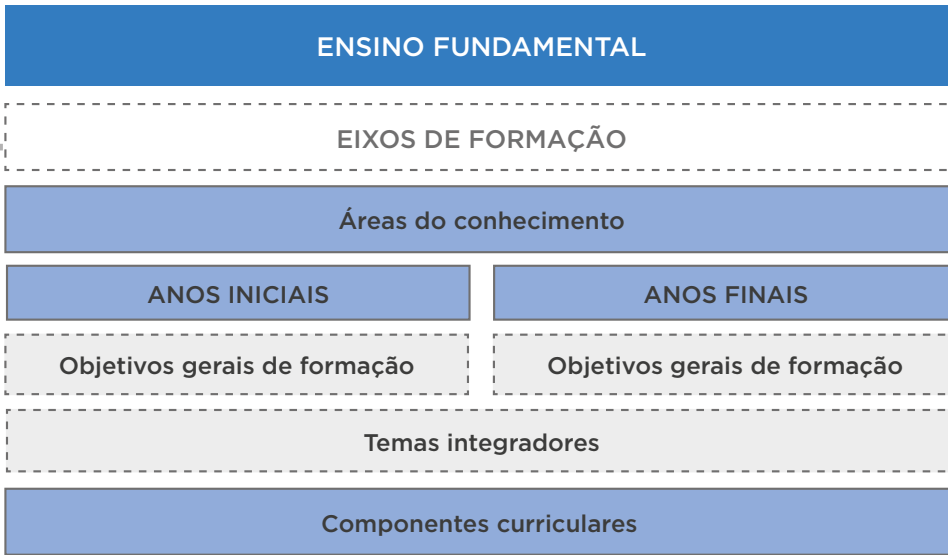 ENSINO FUNDAMENTAL
EIXOS DE FORMAÇÃO
Áreas do conhecimento
ANOS INICIAIS
ANOS FINAIS
Objetivos gerais de formação
Objetivos gerais de formação
Temas integradores
Componentes curriculares